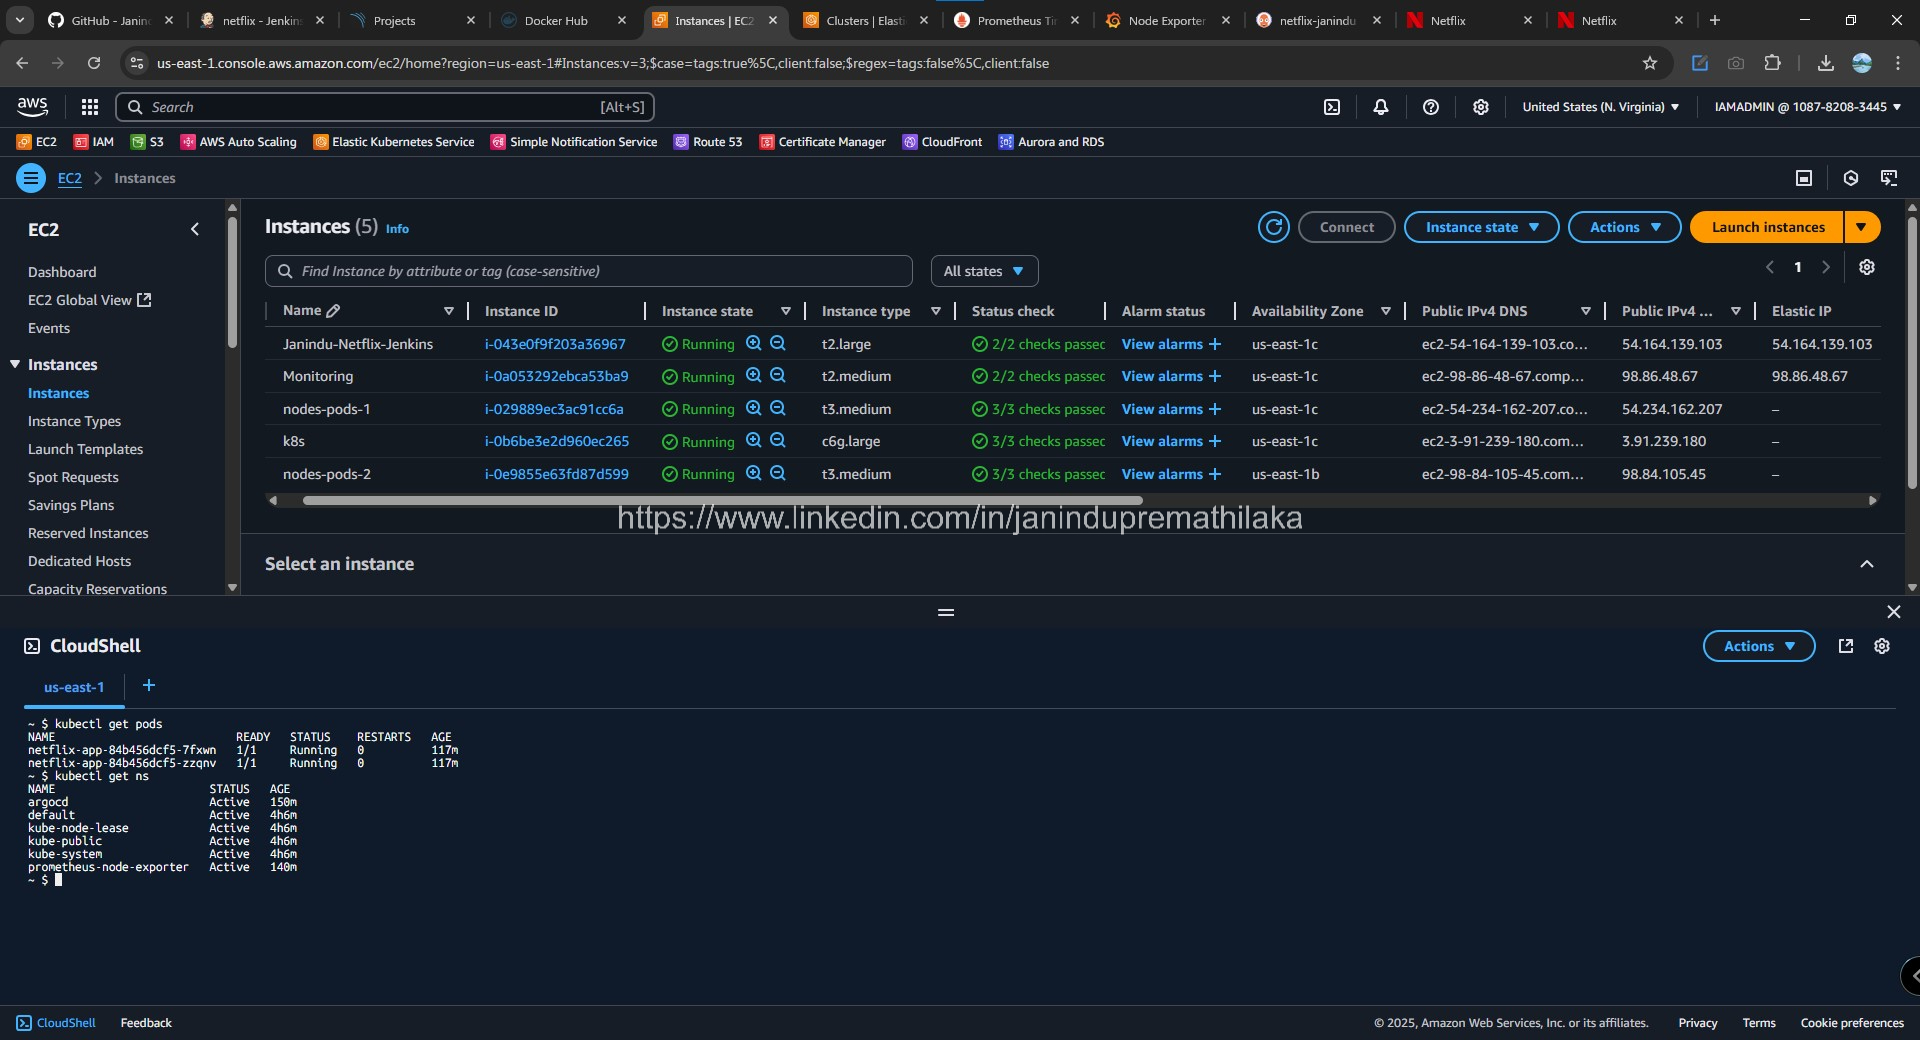 GitHub - Janin
netflix - Jenkins
Projects
Docker Hub
Instances | EC2
Clusters | Elasti
Prometheus Tim
Node Exporter
netflix-janindu
Netflix
Netflix
us-east-1.console.aws.amazon.com/ec2/home?region=us-east-1#Instances:v=3;$case=tags:true%5C,client:false;$regex=tags:false%5C,client:false
aws
Search [Alt+S]
United States (N. Virginia)
IAMADMIN @ 1087-8208-3445
EC2 IAM S3 AWS Auto Scaling Elastic Kubernetes Service Simple Notification Service Route 53 Certificate Manager CloudFront Aurora and RDS
EC2 > Instances
EC2
Dashboard
EC2 Global View
Events
Instances
Instances
Instance Types
Launch Templates
Spot Requests
Savings Plans
Reserved Instances
Dedicated Hosts
Capacity Reservations
Instances (5) Info
Connect Instance state Actions Launch instances
Find Instance by attribute or tag (case-sensitive) All states 1
Name Instance ID Instance state Instance type Status check Alarm status Availability Zone Public IPv4 DNS Public IPv4 ... Elastic IP
Janindu-Netflix-Jenkins i-043e0f9f203a36967 Running t2.large 2/2 checks passec View alarms + us-east-1c ec2-54-164-139-103.co... 54.164.139.103 54.164.139.103
Monitoring i-0a053292ebca53ba9 Running t2.medium 2/2 checks passec View alarms + us-east-1c ec2-98-86-48-67.comp... 98.86.48.67 98.86.48.67
nodes-pods-1 i-029889ec3ac91cc6a Running t3.medium 3/3 checks passec View alarms + us-east-1c ec2-54-234-162-207.co... 54.234.162.207 –
k8s i-0b6be3e2d960ec265 Running c6g.large 3/3 checks passec View alarms + us-east-1c ec2-3-91-239-180.com... 3.91.239.180 –
nodes-pods-2 i-0e9855e63fd87d599 Running t3.medium 3/3 checks passec View alarms + us-east-1b ec2-98-84-105-45.com... 98.84.105.45 –
https://www.linkedin.com/in/janindupremathilaka
Select an instance
CloudShell
Actions
us-east-1 +
~ $ kubectl get pods
NAME READY STATUS RESTARTS AGE
netflix-app-84b456dcf5-7fxwn 1/1 Running 0 117m
netflix-app-84b456dcf5-zzqnv 1/1 Running 0 117m
~ $ kubectl get ns
NAME STATUS AGE
argocd Active 150m
default Active 4h6m
kube-node-lease Active 4h6m
kube-public Active 4h6m
kube-system Active 4h6m
prometheus-node-exporter Active 140m
~ $
CloudShell Feedback © 2025, Amazon Web Services, Inc. or its affiliates. Privacy Terms Cookie preferences